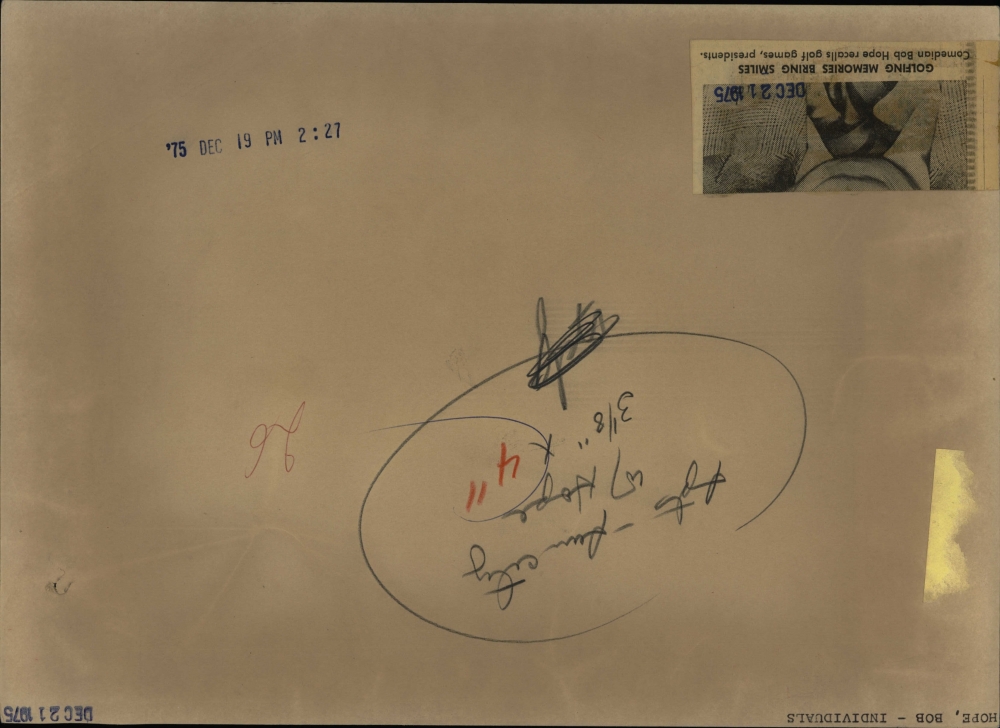 '75 DEC 19 PM 2:27
DEC 21 1975
GOLFING MEMORIES BRING SMILES
Comedian Bob Hope recalls golf games, presidents.
26
3 1/8" x
4"
w/ Hope
HOPE, BOB - INDIVIDUALS
DEC 21 1975